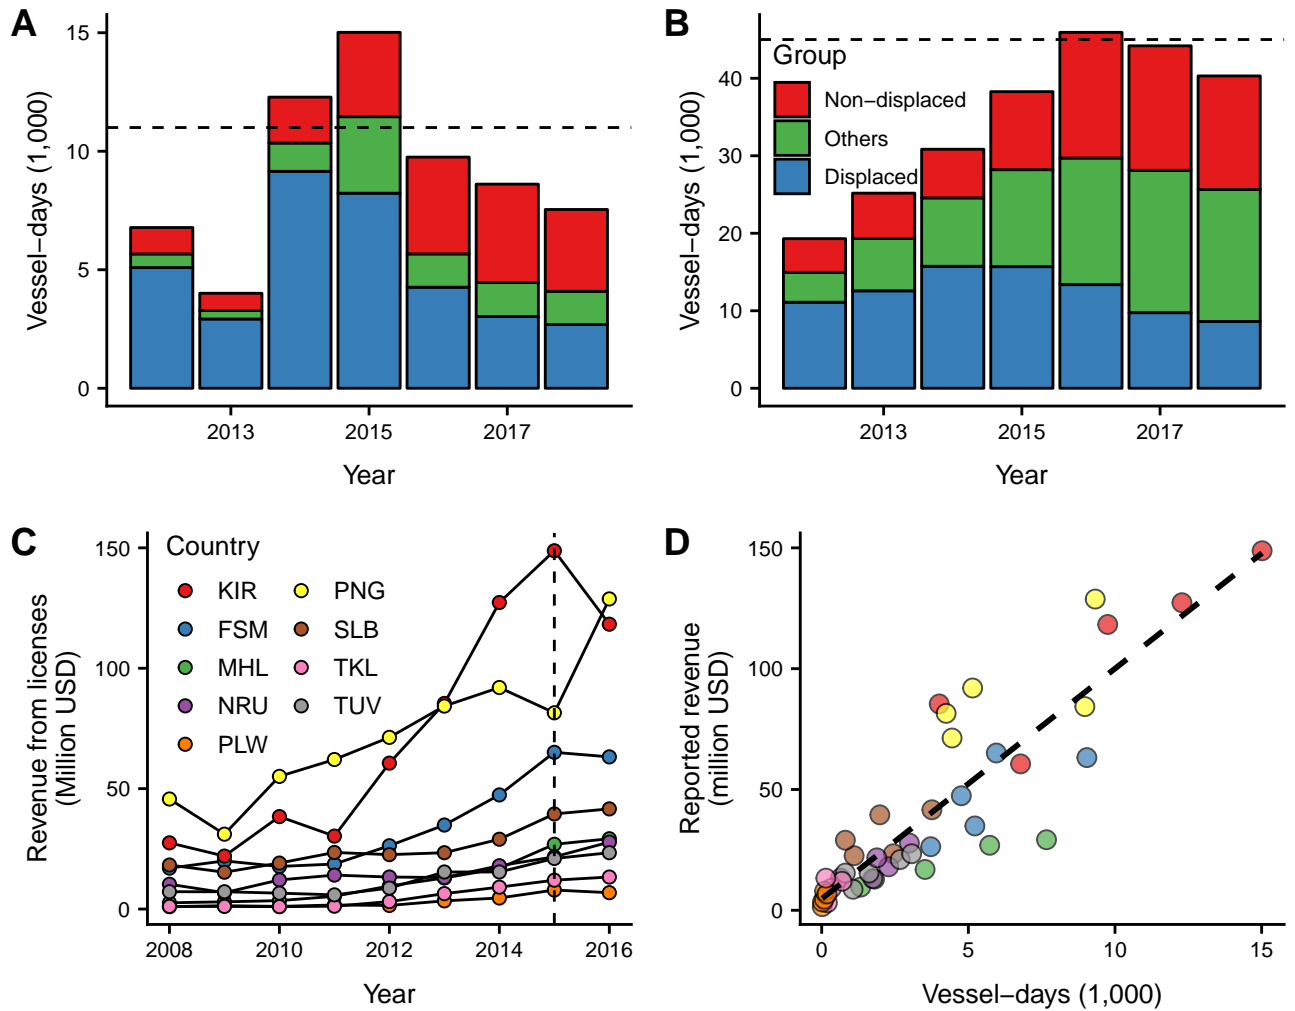 A
Vessel−days (1,000)
15
10
5
0
2013
2015
2017
Year
B
Vessel−days (1,000)
40
30
20
10
0
Group
Non−displaced
Others
Displaced
2013
2015
2017
Year
C
Revenue from licenses
(Million USD)
150
100
50
0
Country
KIR
FSM
MHL
NRU
PLW
PNG
SLB
TKL
TUV
2008
2010
2012
2014
2016
Year
D
Reported revenue
(million USD)
150
100
50
0
0
5
10
15
Vessel−days (1,000)